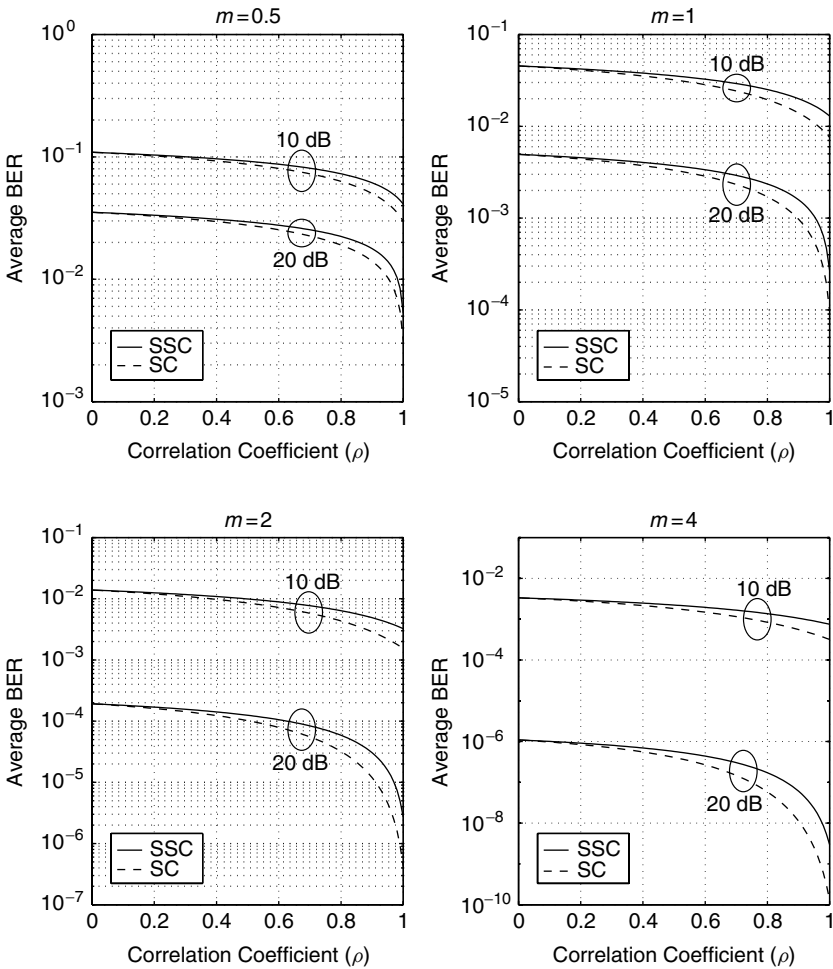 m=0.5
10⁰
10⁻¹
10⁻²
10⁻³
Average BER
10 dB
20 dB
SSC
SC
0 0.2 0.4 0.6 0.8 1
Correlation Coefficient (ρ)
m=1
10⁻¹
10⁻²
10⁻³
10⁻⁴
10⁻⁵
Average BER
10 dB
20 dB
SSC
SC
0 0.2 0.4 0.6 0.8 1
Correlation Coefficient (ρ)
m=2
10⁻¹
10⁻²
10⁻³
10⁻⁴
10⁻⁵
10⁻⁶
10⁻⁷
Average BER
10 dB
20 dB
SSC
SC
0 0.2 0.4 0.6 0.8 1
Correlation Coefficient (ρ)
m=4
10⁻²
10⁻⁴
10⁻⁶
10⁻⁸
10⁻¹⁰
Average BER
10 dB
20 dB
SSC
SC
0 0.2 0.4 0.6 0.8 1
Correlation Coefficient (ρ)